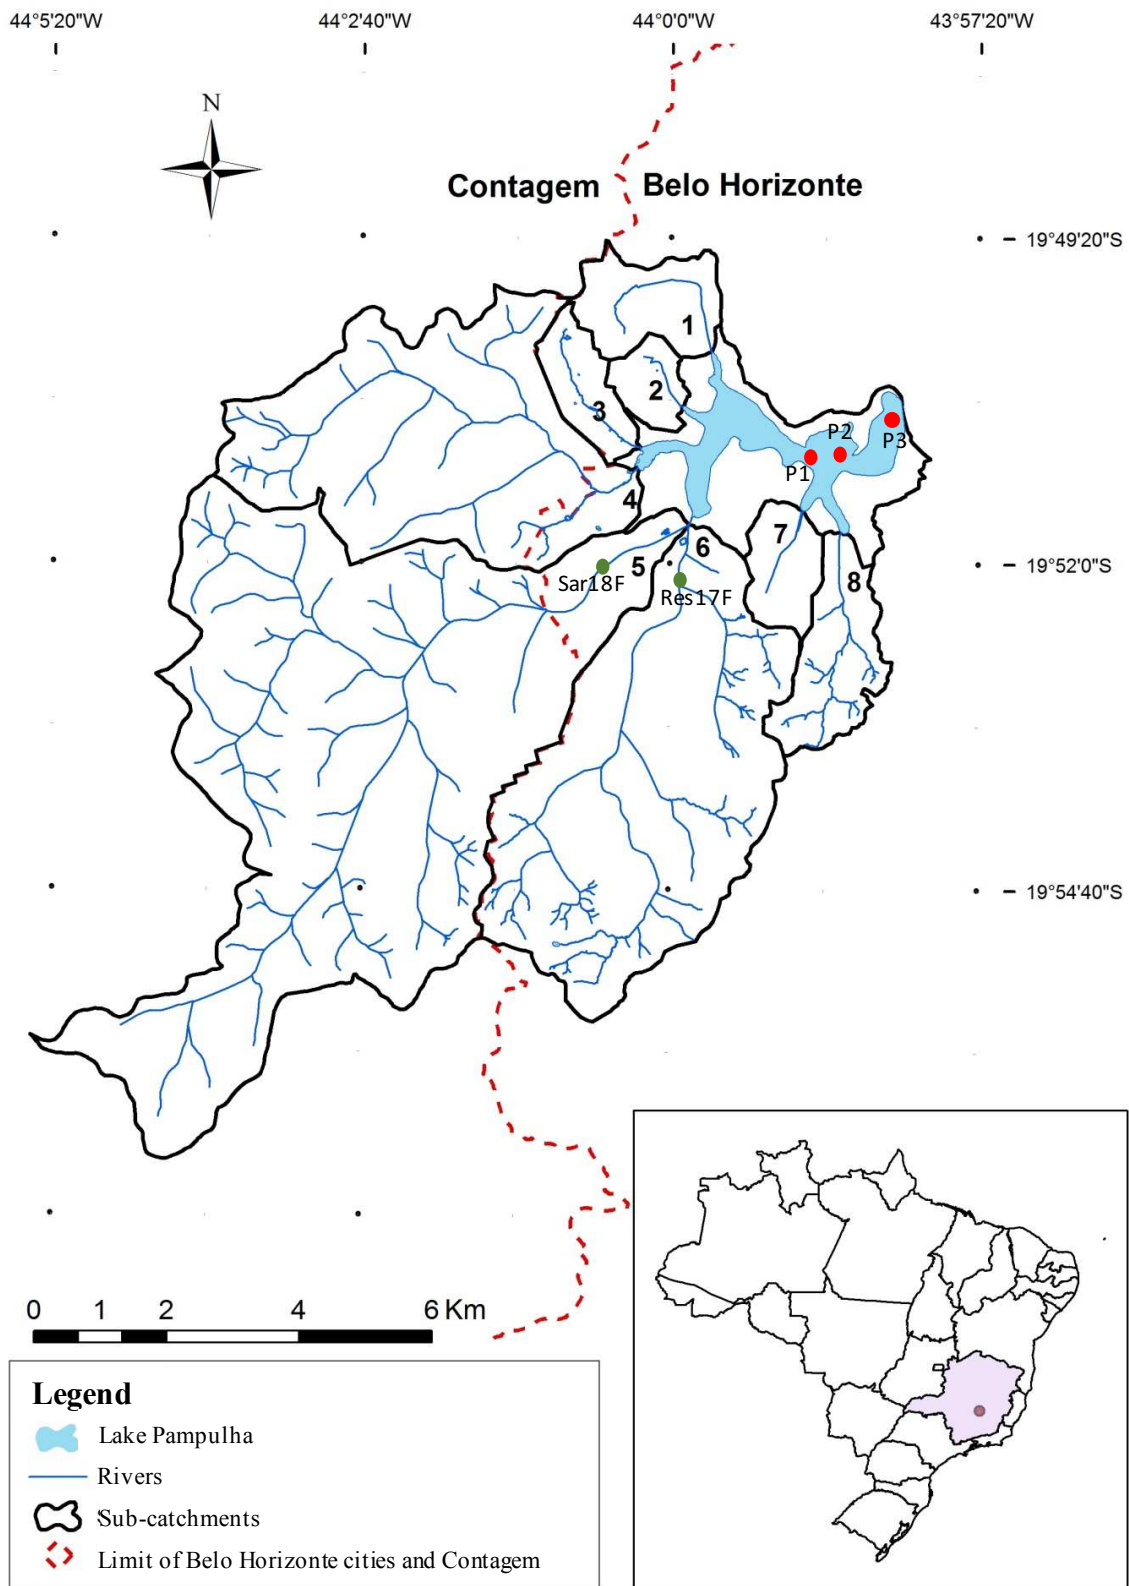 44°5'20"W 44°2'40"W 44°0'0"W 43°57'20"W
N
Contagem Belo Horizonte
19°49'20"S
1
2
3
P2
P3
P1
4
7
6
5
19°52'0"S
8
Sar18F
Res17F
19°54'40"S
0 1 2 4 6 Km
Legend
Lake Pampulha
Rivers
Sub-catchments
Limit of Belo Horizonte cities and Contagem